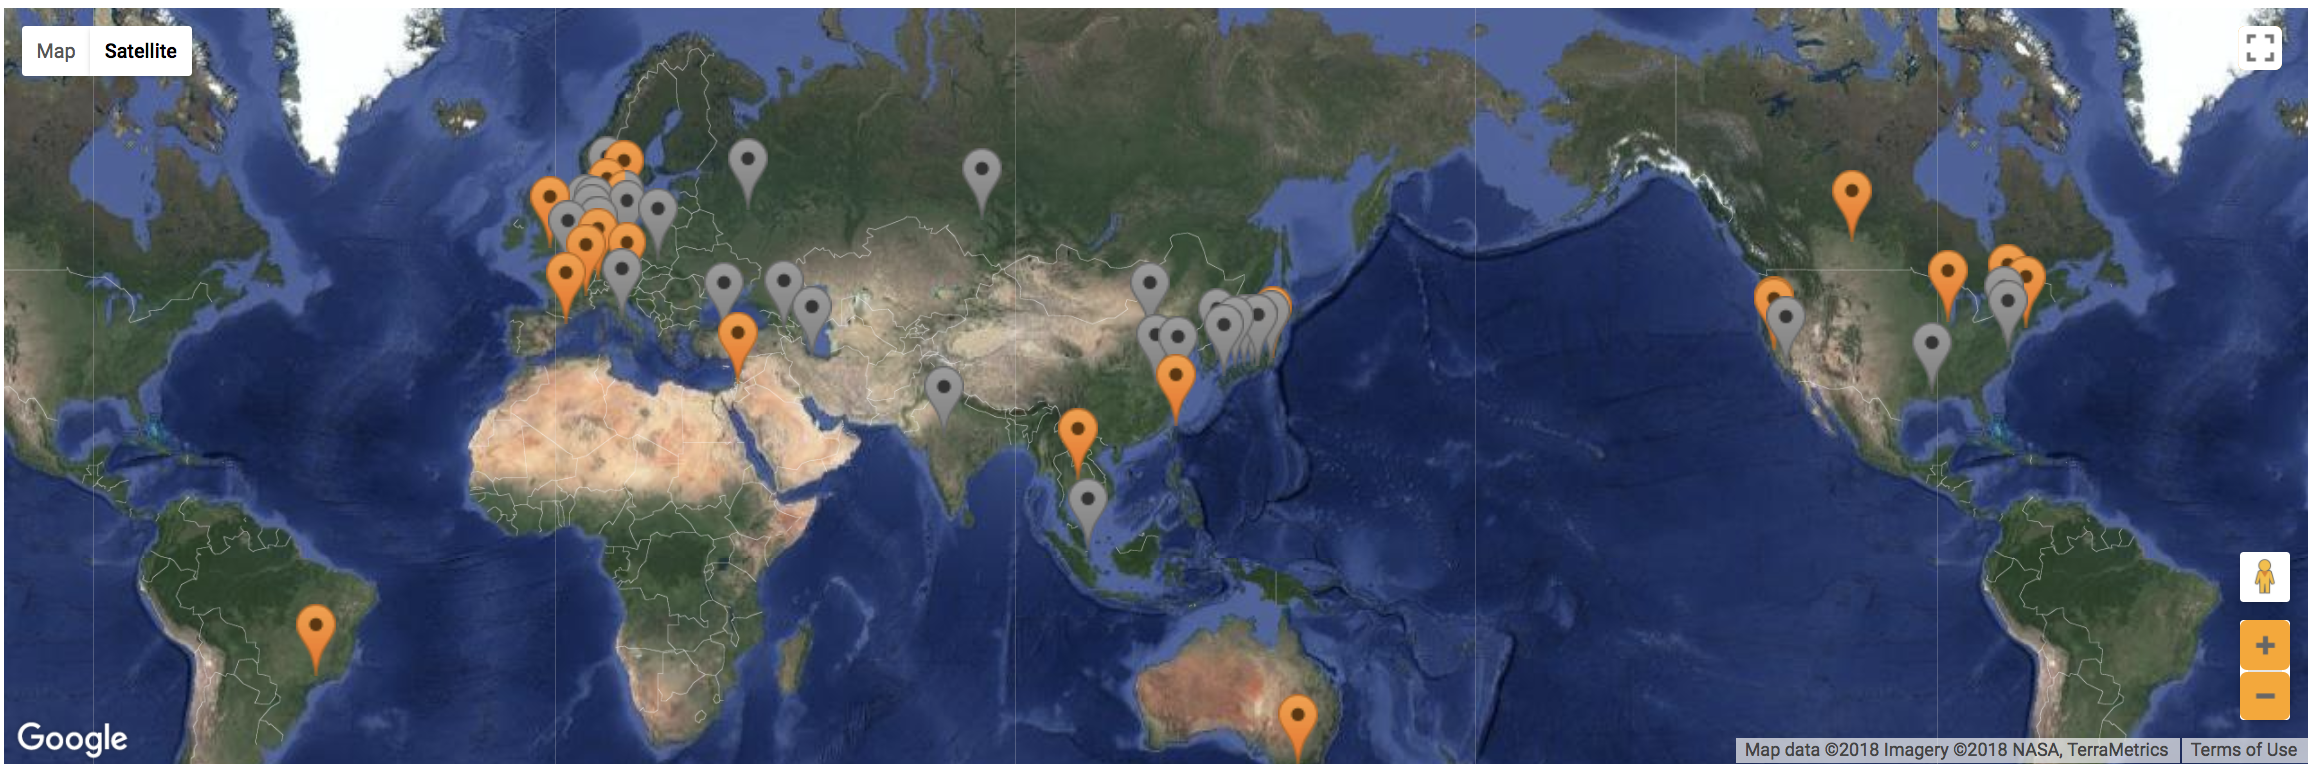 Map Satellite
Google
Map data ©2018 Imagery ©2018 NASA, TerraMetrics Terms of Use